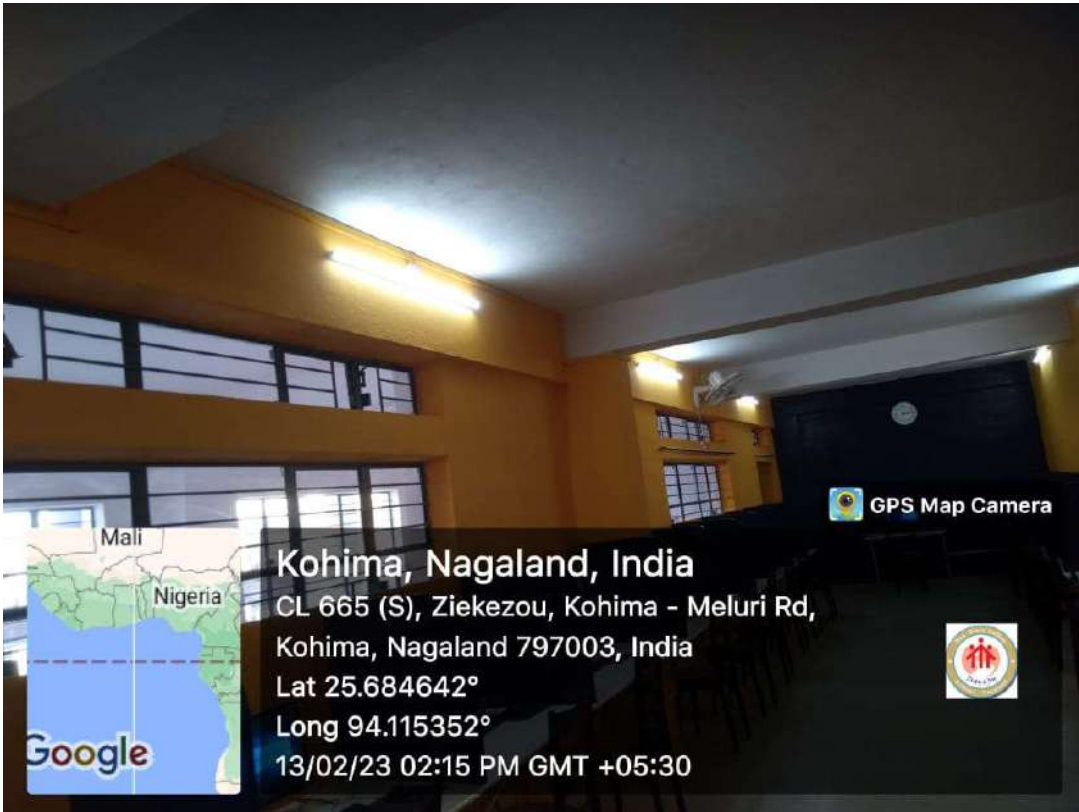 GPS Map Camera
Mali
Nigeria
Google
Kohima, Nagaland, India
CL 665 (S), Ziekezou, Kohima - Meluri Rd,
Kohima, Nagaland 797003, India
Lat 25.684642°
Long 94.115352°
13/02/23 02:15 PM GMT +05:30